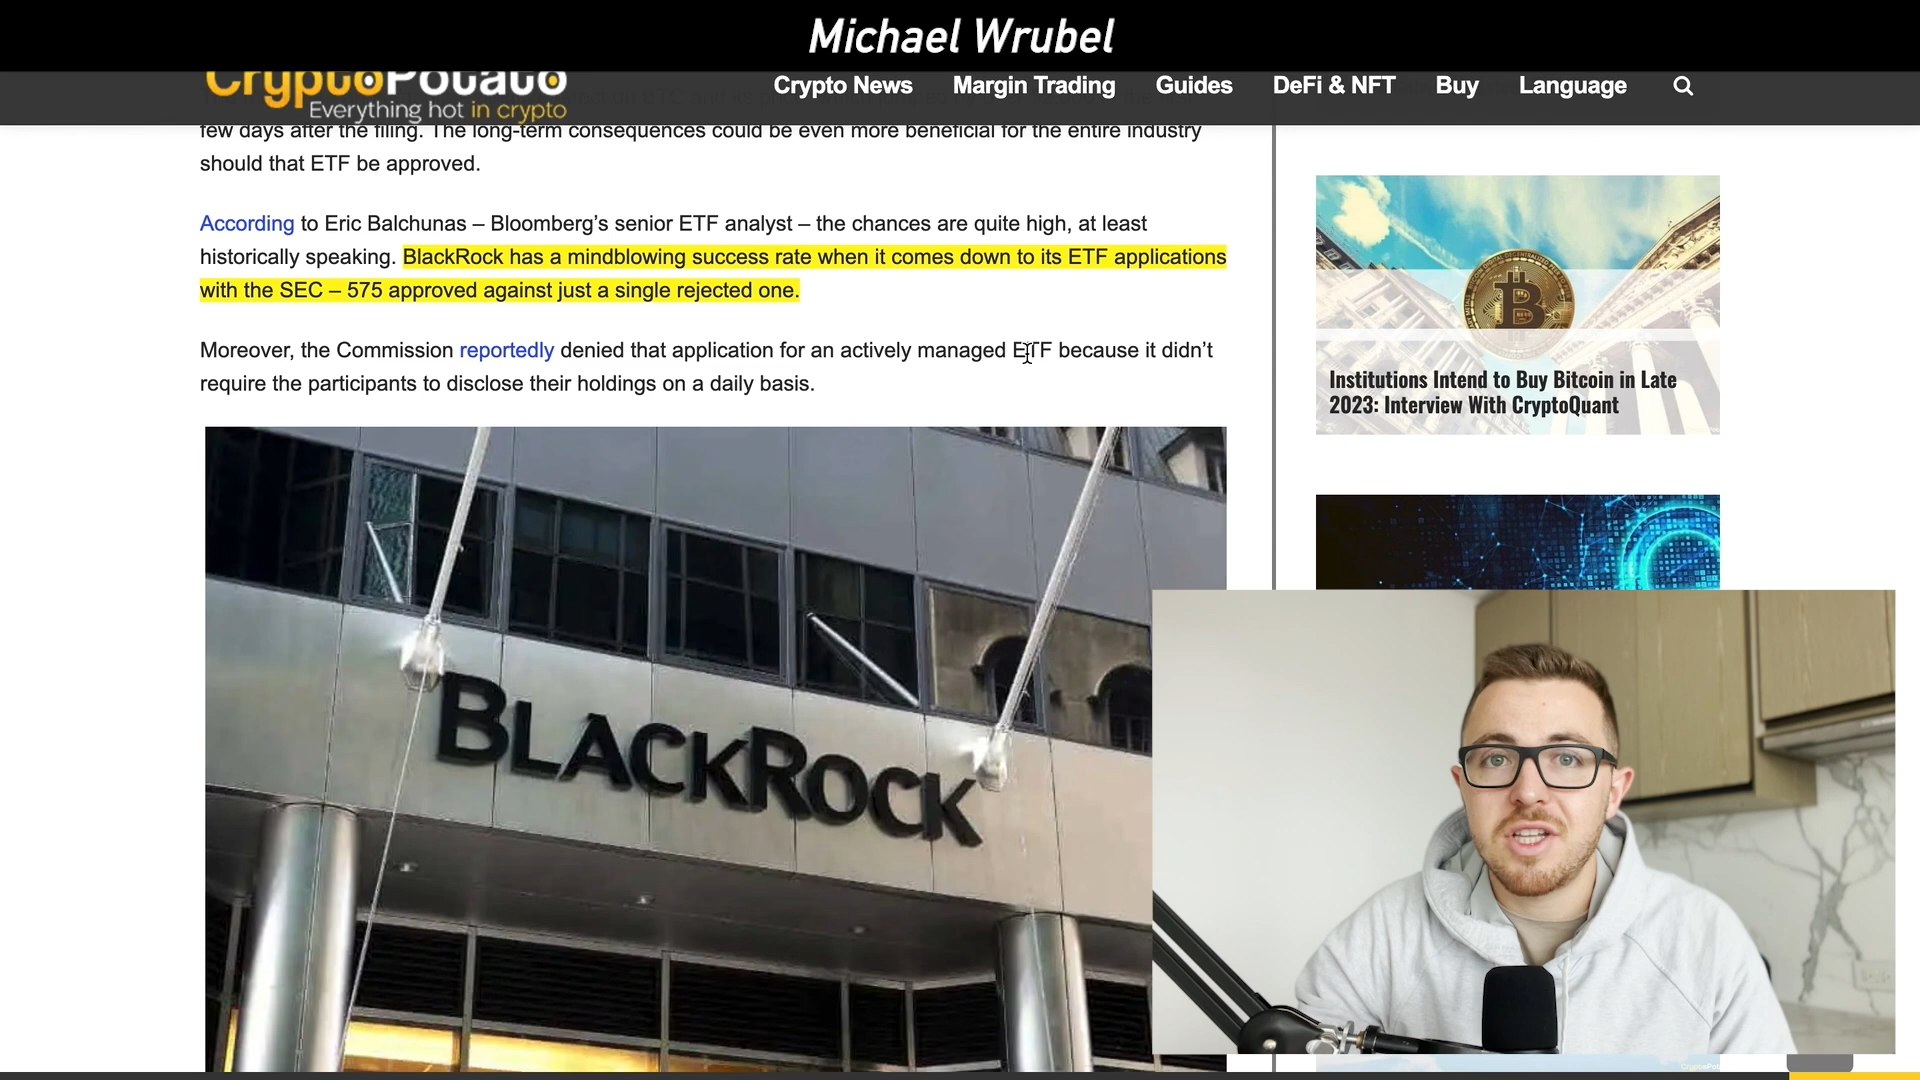 Michael Wrubel
CryptoPotato
Everything hot in crypto
Crypto News
Margin Trading
Guides
DeFi & NFT
Buy
Language
few days after the filing. The long-term consequences could be even more beneficial for the entire industry
should that ETF be approved.
According to Eric Balchunas – Bloomberg’s senior ETF analyst – the chances are quite high, at least
historically speaking. BlackRock has a mindblowing success rate when it comes down to its ETF applications
with the SEC – 575 approved against just a single rejected one.
Moreover, the Commission reportedly denied that application for an actively managed ETF because it didn’t
require the participants to disclose their holdings on a daily basis.
BLACKROCK
Institutions Intend to Buy Bitcoin in Late
2023: Interview With CryptoQuant